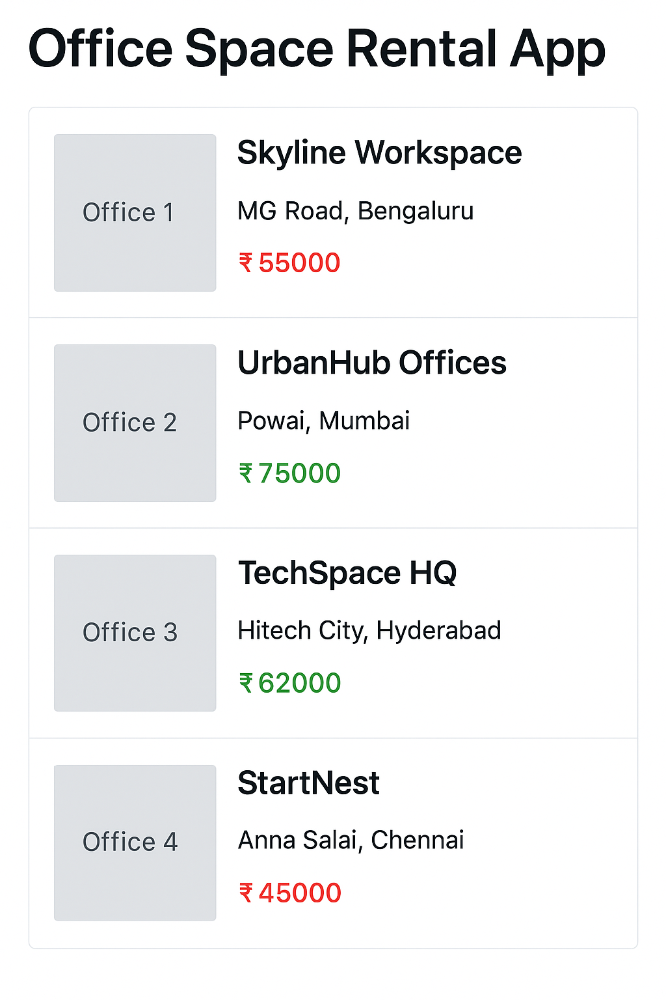 Office Space Rental App
Office 1
Skyline Workspace
MG Road, Bengaluru
₹ 55000
Office 2
UrbanHub Offices
Powai, Mumbai
₹ 75000
Office 3
TechSpace HQ
Hitech City, Hyderabad
₹ 62000
Office 4
StartNest
Anna Salai, Chennai
₹ 45000